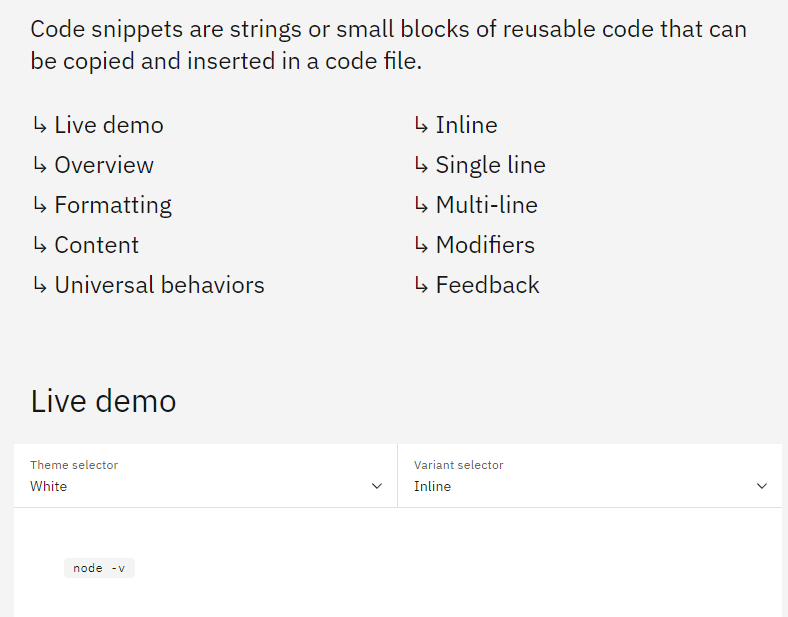 Code snippets are strings or small blocks of reusable code that can
be copied and inserted in a code file.
↳ Live demo
↳ Overview
↳ Formatting
↳ Content
↳ Universal behaviors
↳ Inline
↳ Single line
↳ Multi-line
↳ Modifiers
↳ Feedback
Live demo
Theme selector
White
Variant selector
Inline
node -v